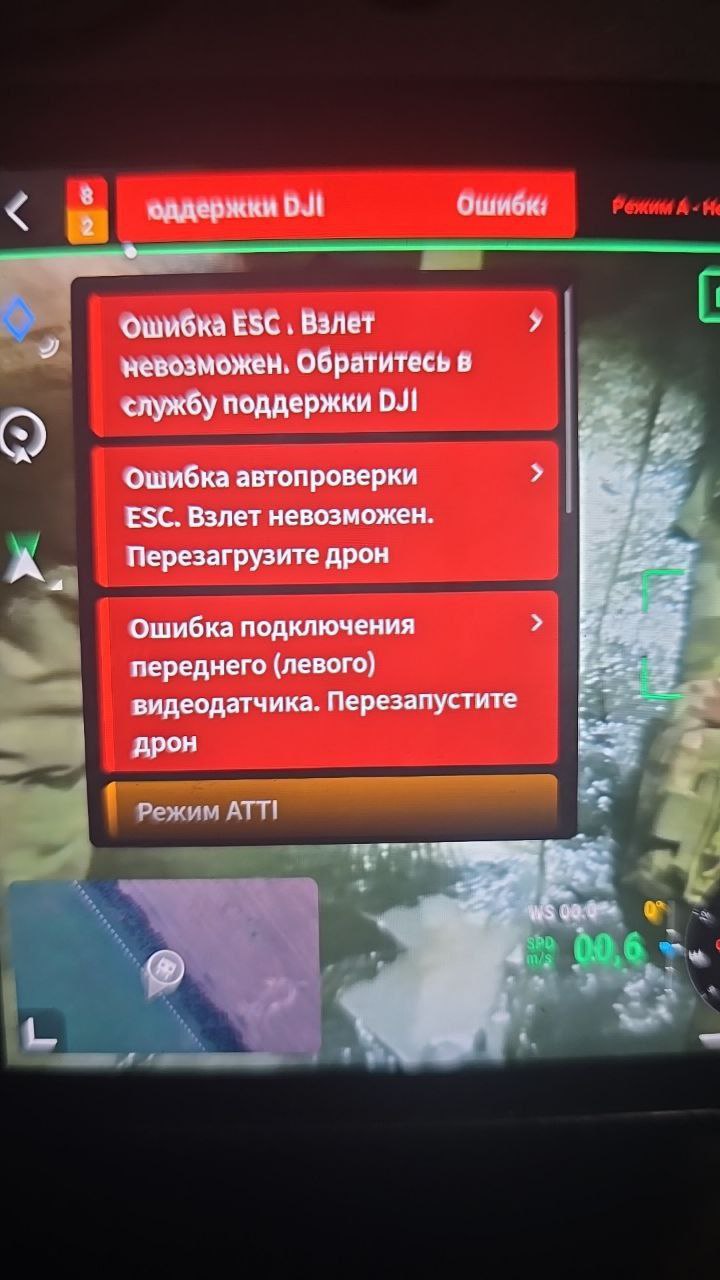 8
2
оддержки DJI Ошибка
Режим A - Не
Ошибка ESC . Взлет
невозможен. Обратитесь в
службу поддержки DJI
Ошибка автопроверки
ESC. Взлет невозможен.
Перезагрузите дрон
Ошибка подключения
переднего (левого)
видеодатчика. Перезапустите
дрон
Режим ATTI
WS 00.0
0°
SPD
m/s
00,6